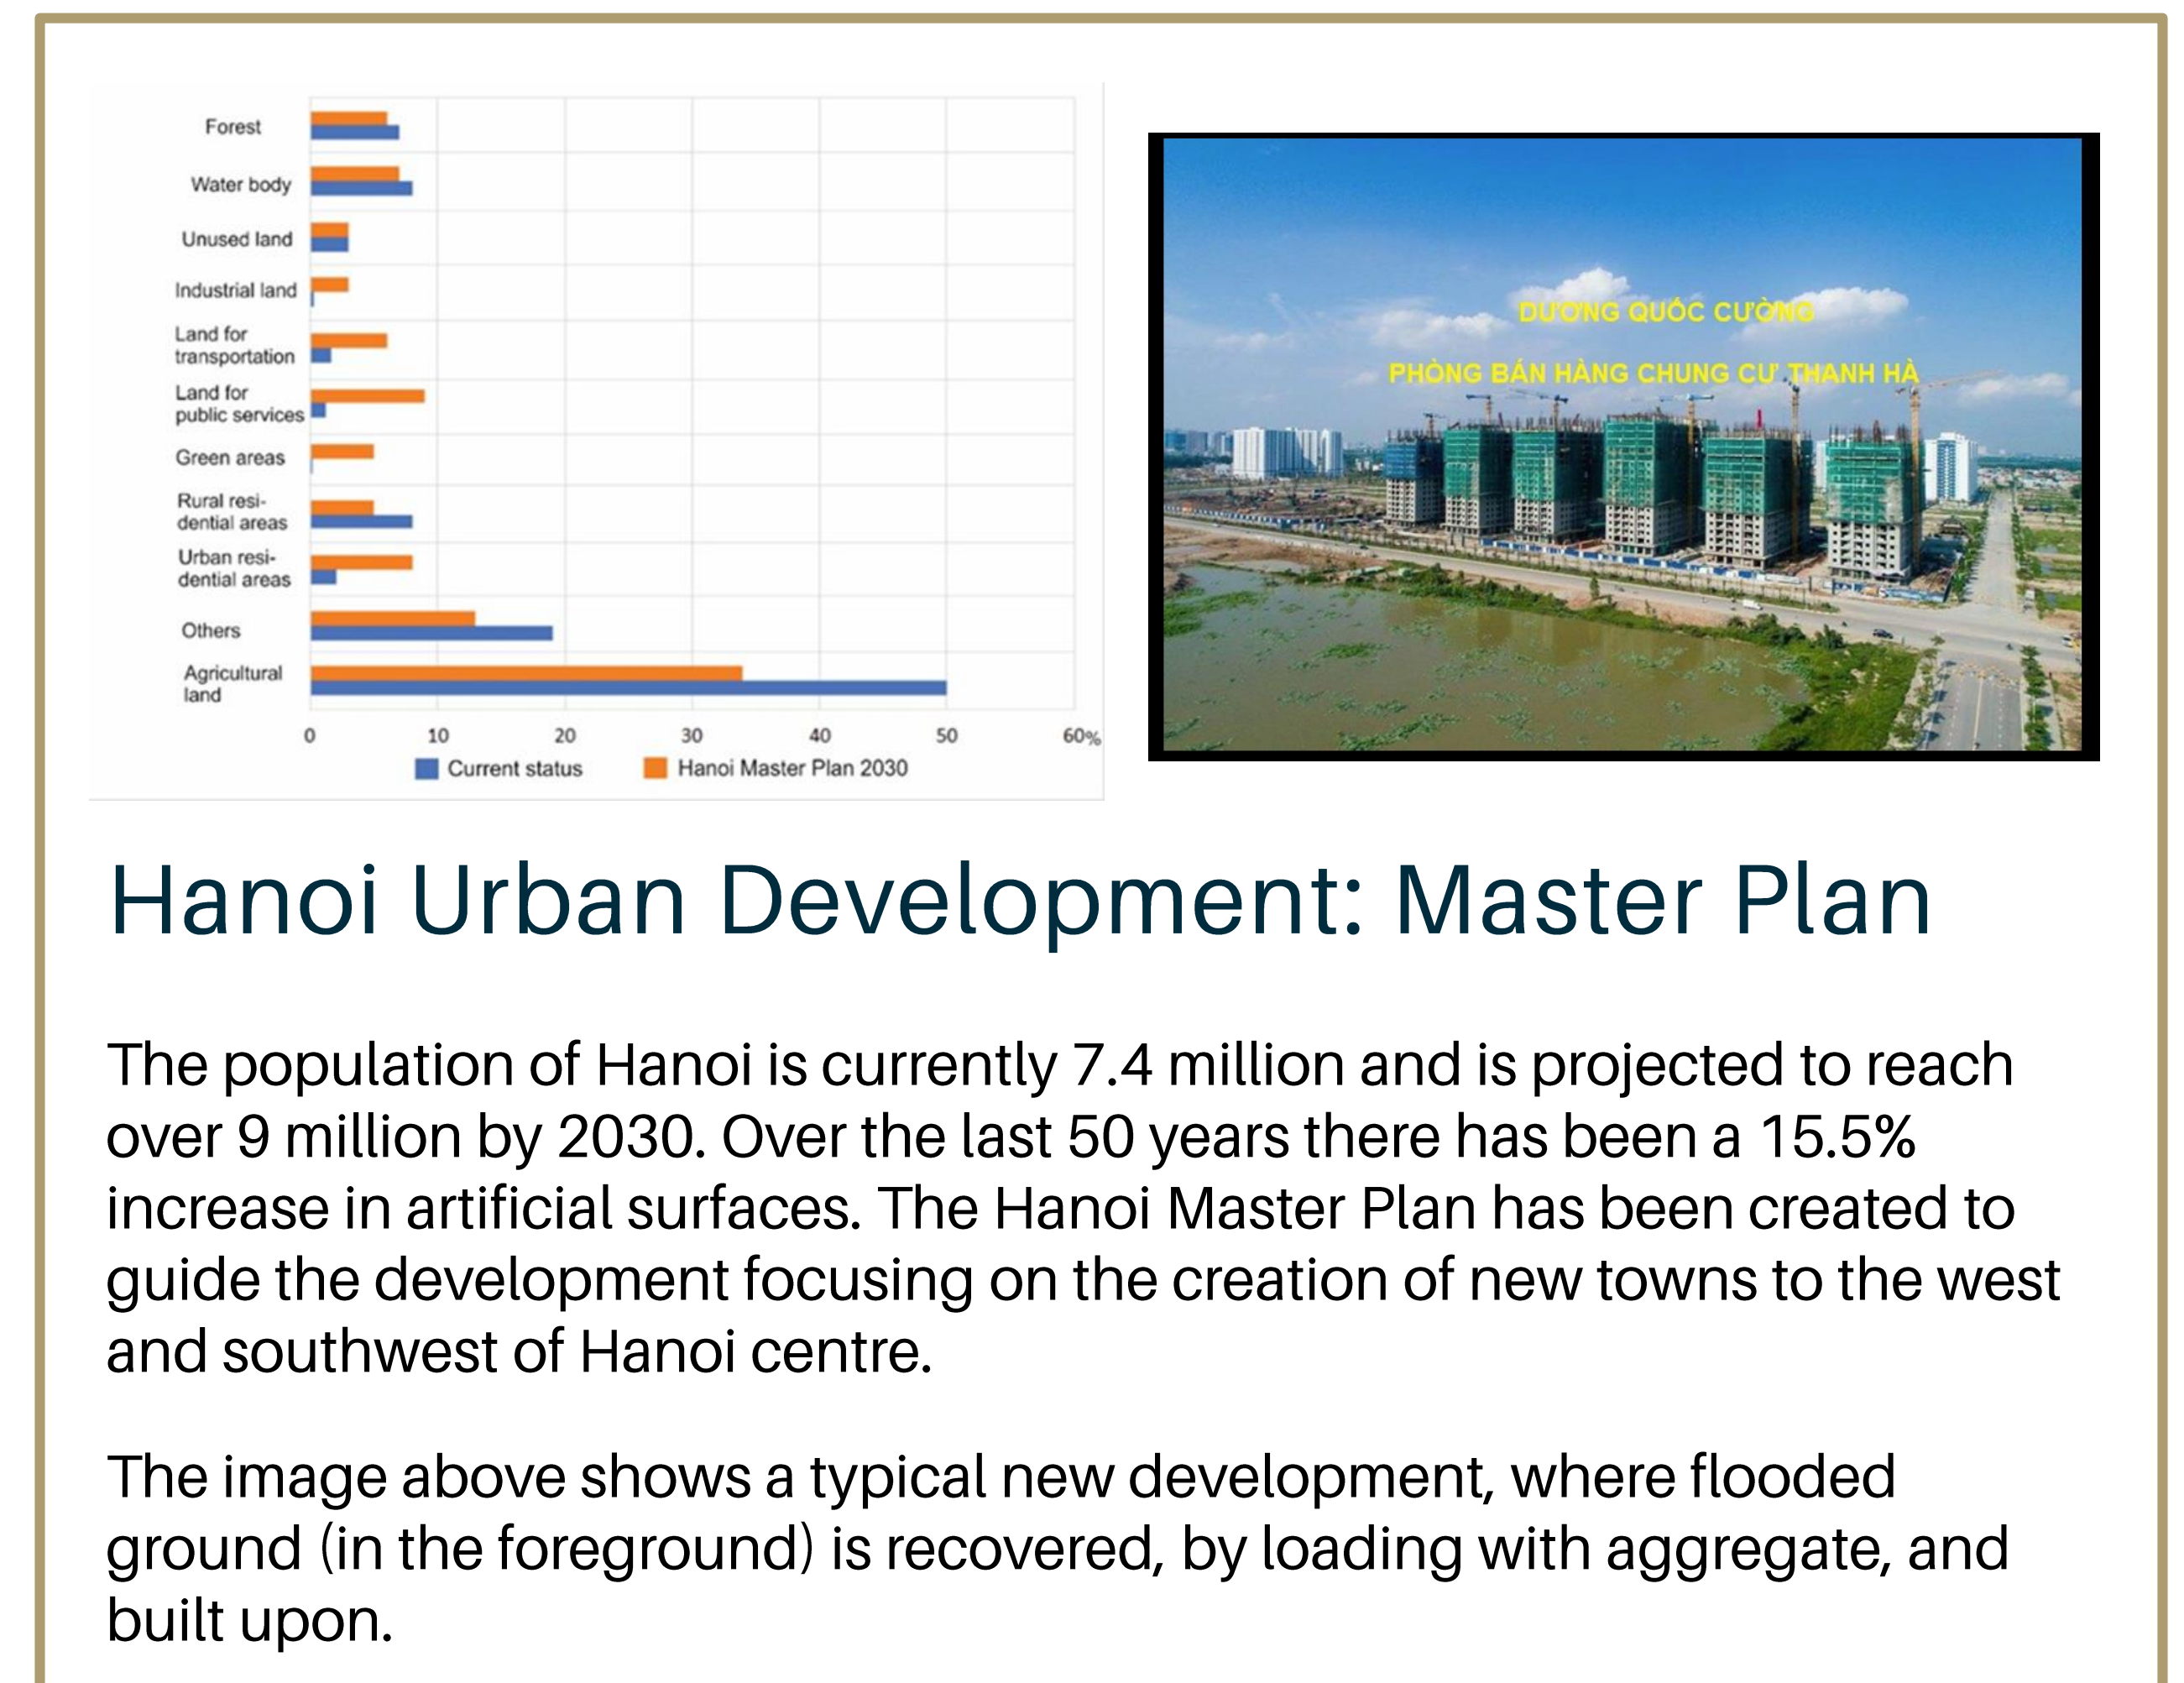 Forest
Water body
Unused land
Industrial land
Land for
transportation
Land for
public services
Green areas
Rural resi-
dential areas
Urban resi-
dential areas
Others
Agricultural
land
0 10 20 30 40 50 60%
Current status Hanoi Master Plan 2030
DƯƠNG QUỐC CƯỜNG
PHÒNG BÁN HÀNG CHUNG CƯ THANH HÀ
Hanoi Urban Development: Master Plan
The population of Hanoi is currently 7.4 million and is projected to reach
over 9 million by 2030. Over the last 50 years there has been a 15.5%
increase in artificial surfaces. The Hanoi Master Plan has been created to
guide the development focusing on the creation of new towns to the west
and southwest of Hanoi centre.
The image above shows a typical new development, where flooded
ground (in the foreground) is recovered, by loading with aggregate, and
built upon.